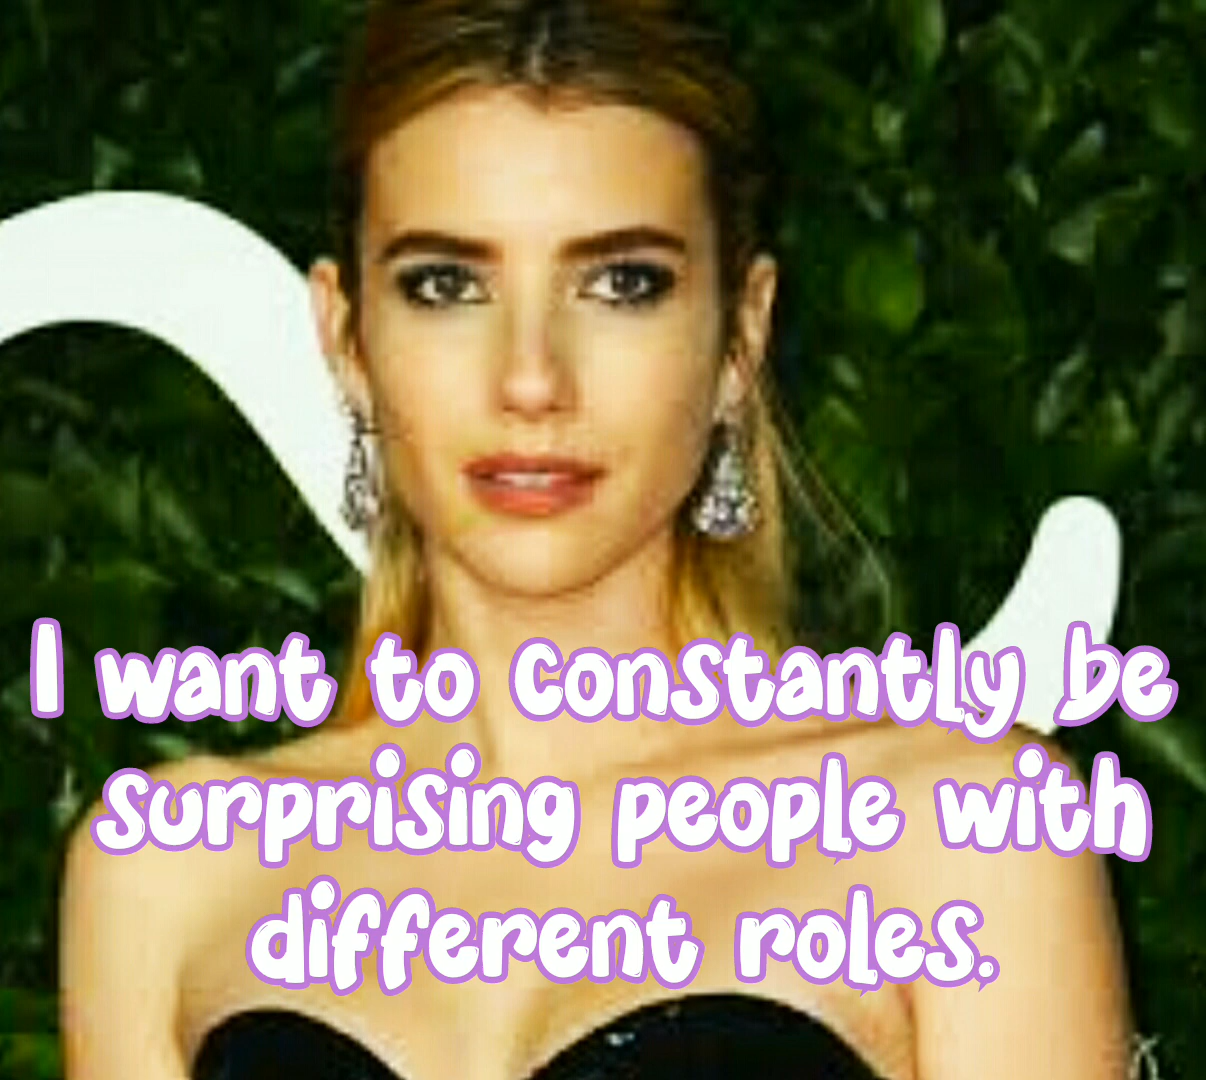 I want to constantly be
surprising people with
different roles.